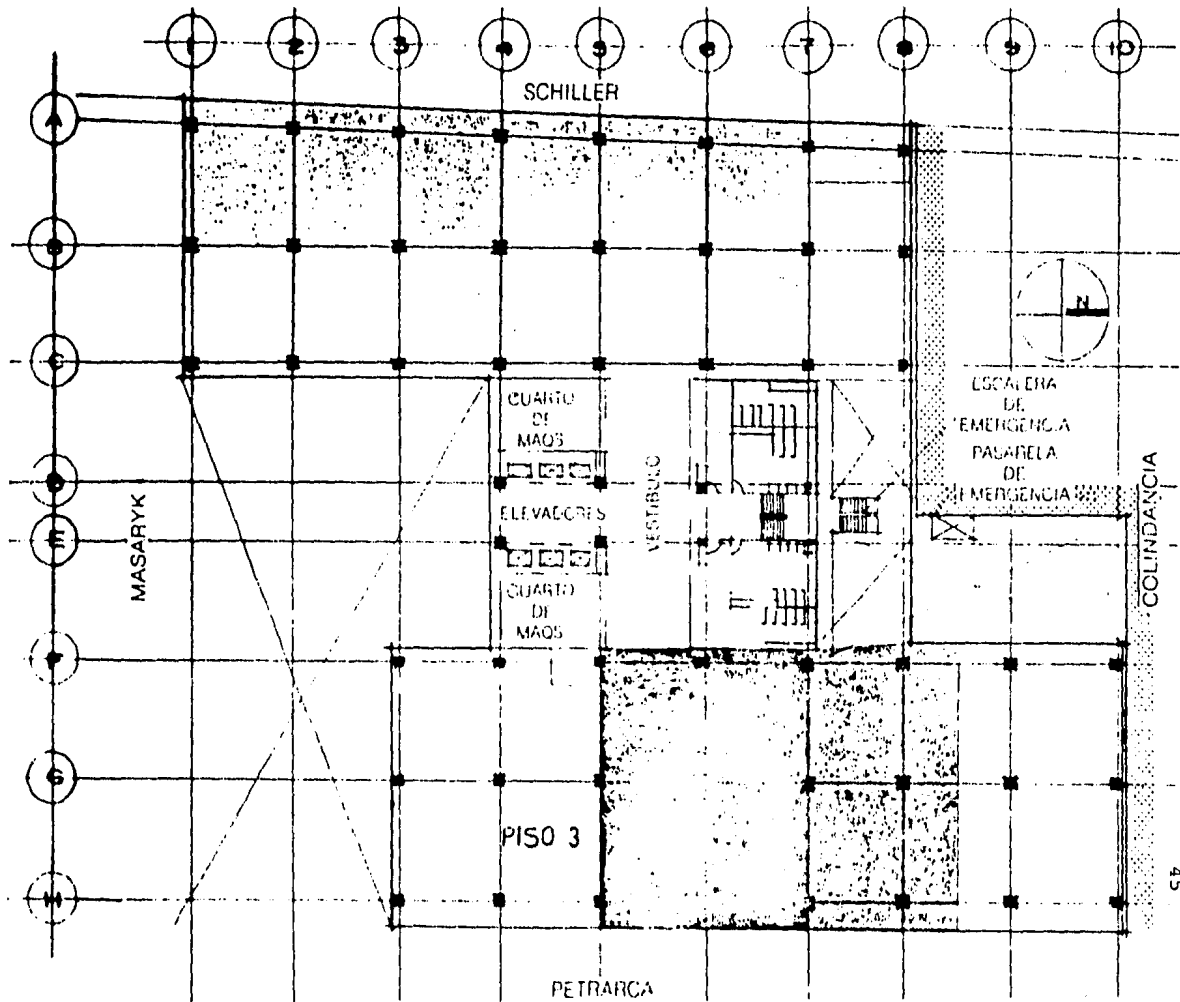 1
2
3
4
5
6
7
8
9
10
SCHILLER
A
B
C
D
E
F
G
H
N
ESCALERA
DE
EMERGENCIA
PASARELA
DE
EMERGENCIA
CUARTO
DE
MAQS
ELEVADORES
CUARTO
DE
MAQS
VESTIBULO
MASARYK
COLINDANCIA
PISO 3
PETRARCA
45